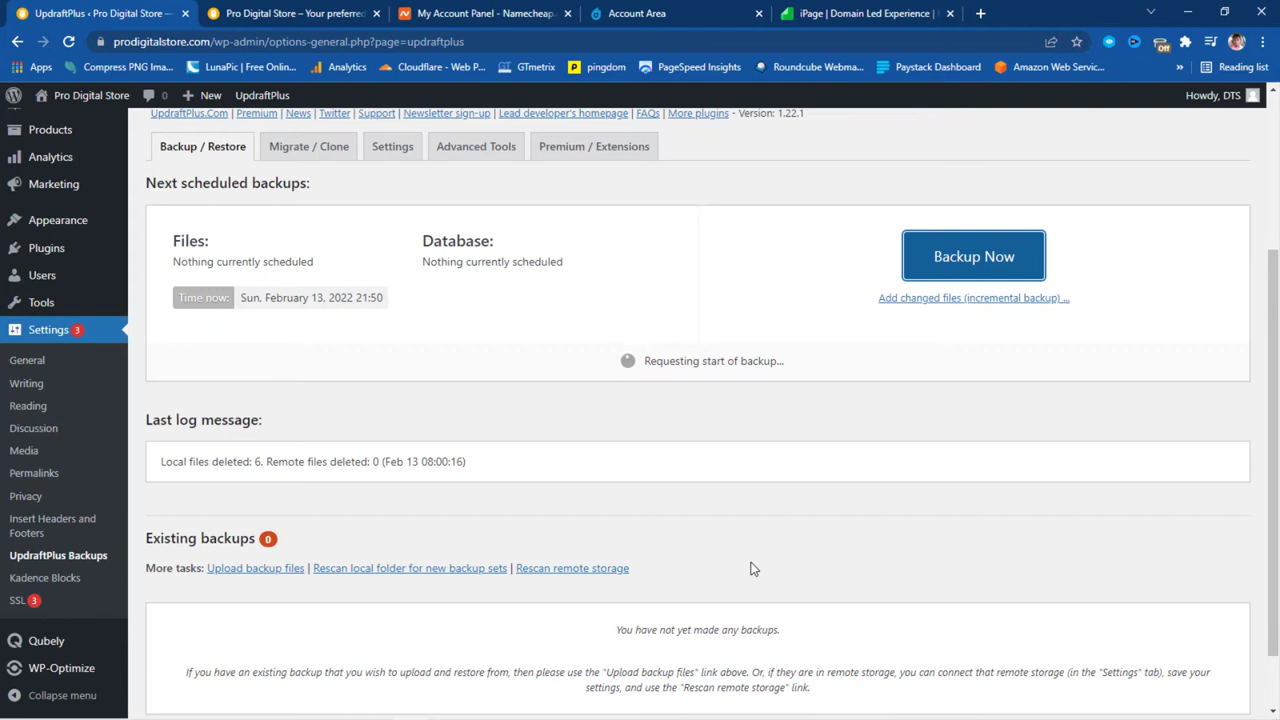 UpdraftPlus ‹ Pro Digital Store —
Pro Digital Store – Your preferred
My Account Panel - Namecheap.
Account Area
iPage | Domain Led Experience |
prodigitalstore.com/wp-admin/options-general.php?page=updraftplus
Off
Apps
Compress PNG Ima...
LunaPic | Free Onlin...
Analytics
Cloudflare - Web P...
GTmetrix
pingdom
PageSpeed Insights
Roundcube Webma...
Paystack Dashboard
Amazon Web Servic...
»
Reading list
Pro Digital Store
0
New
UpdraftPlus
Howdy, DTS
UpdraftPlus.Com | Premium | News | Twitter | Support | Newsletter sign-up | Lead developer's homepage | FAQs | More plugins - Version: 1.22.1
Products
Analytics
Marketing
Appearance
Plugins
Users
Tools
Settings 3
General
Writing
Reading
Discussion
Media
Permalinks
Privacy
Insert Headers and
Footers
UpdraftPlus Backups
Kadence Blocks
SSL 3
Qubely
WP-Optimize
Collapse menu
Backup / Restore
Migrate / Clone
Settings
Advanced Tools
Premium / Extensions
Next scheduled backups:
Files:
Nothing currently scheduled
Database:
Nothing currently scheduled
Time now: Sun, February 13, 2022 21:50
Backup Now
Add changed files (incremental backup) ...
Requesting start of backup...
Last log message:
Local files deleted: 6. Remote files deleted: 0 (Feb 13 08:00:16)
Existing backups 0
More tasks: Upload backup files | Rescan local folder for new backup sets | Rescan remote storage
You have not yet made any backups.
If you have an existing backup that you wish to upload and restore from, then please use the "Upload backup files" link above. Or, if they are in remote storage, you can connect that remote storage (in the "Settings" tab), save your
settings, and use the "Rescan remote storage" link.